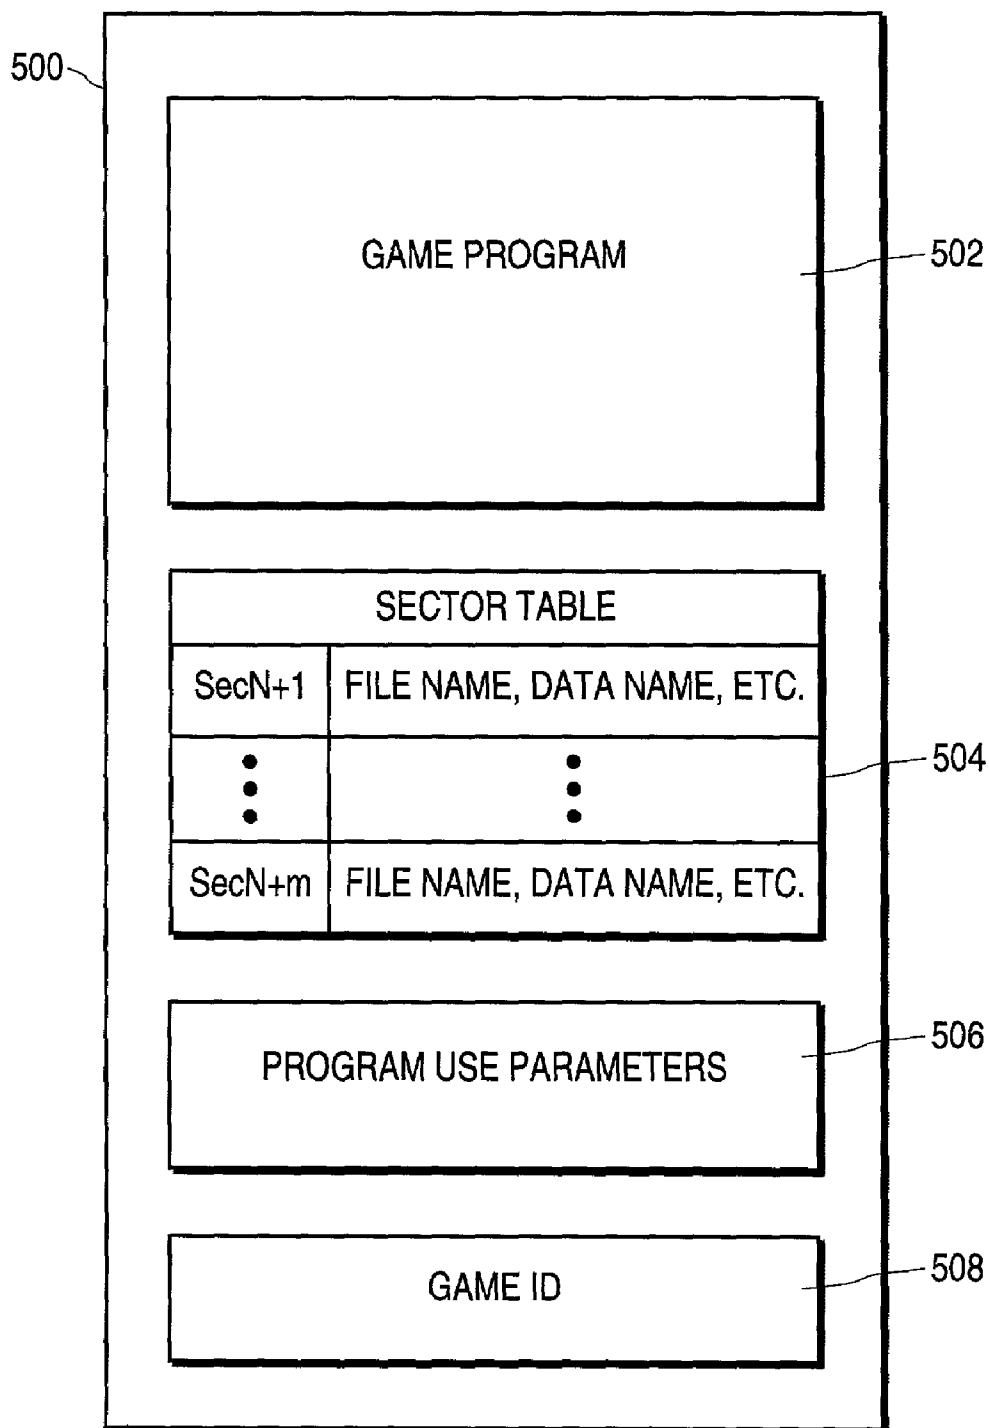 500
GAME PROGRAM
502
SECTOR TABLE
SecN+1 FILE NAME, DATA NAME, ETC.
504
SecN+m FILE NAME, DATA NAME, ETC.
506
PROGRAM USE PARAMETERS
508
GAME ID